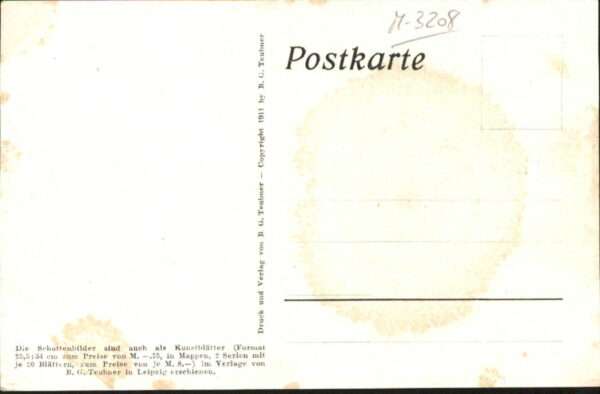 M-3208
Postkarte
Druck und Verlag von B. G. Teubner — Copyright 1911 by B. G. Teubner
Die Schattenbilder sind auch als Kunstblätter (Format
25,5:34 cm zum Preise von M. —.75, in Mappen, 2 Serien mit
je 20 Blättern, zum Preise von je M. 8.—) im Verlage von
B. G. Teubner in Leipzig erschienen.